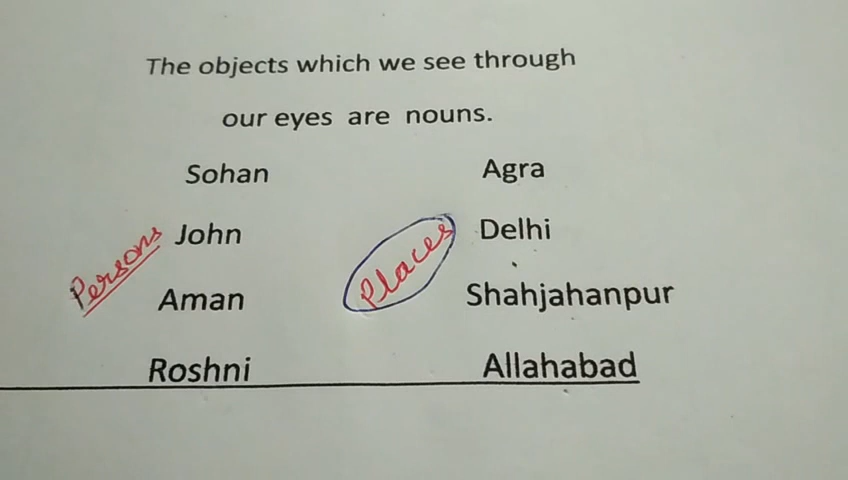 The objects which we see through
our eyes are nouns.
Sohan Agra
Persons John Places Delhi
Aman Shahjahanpur
Roshni Allahabad